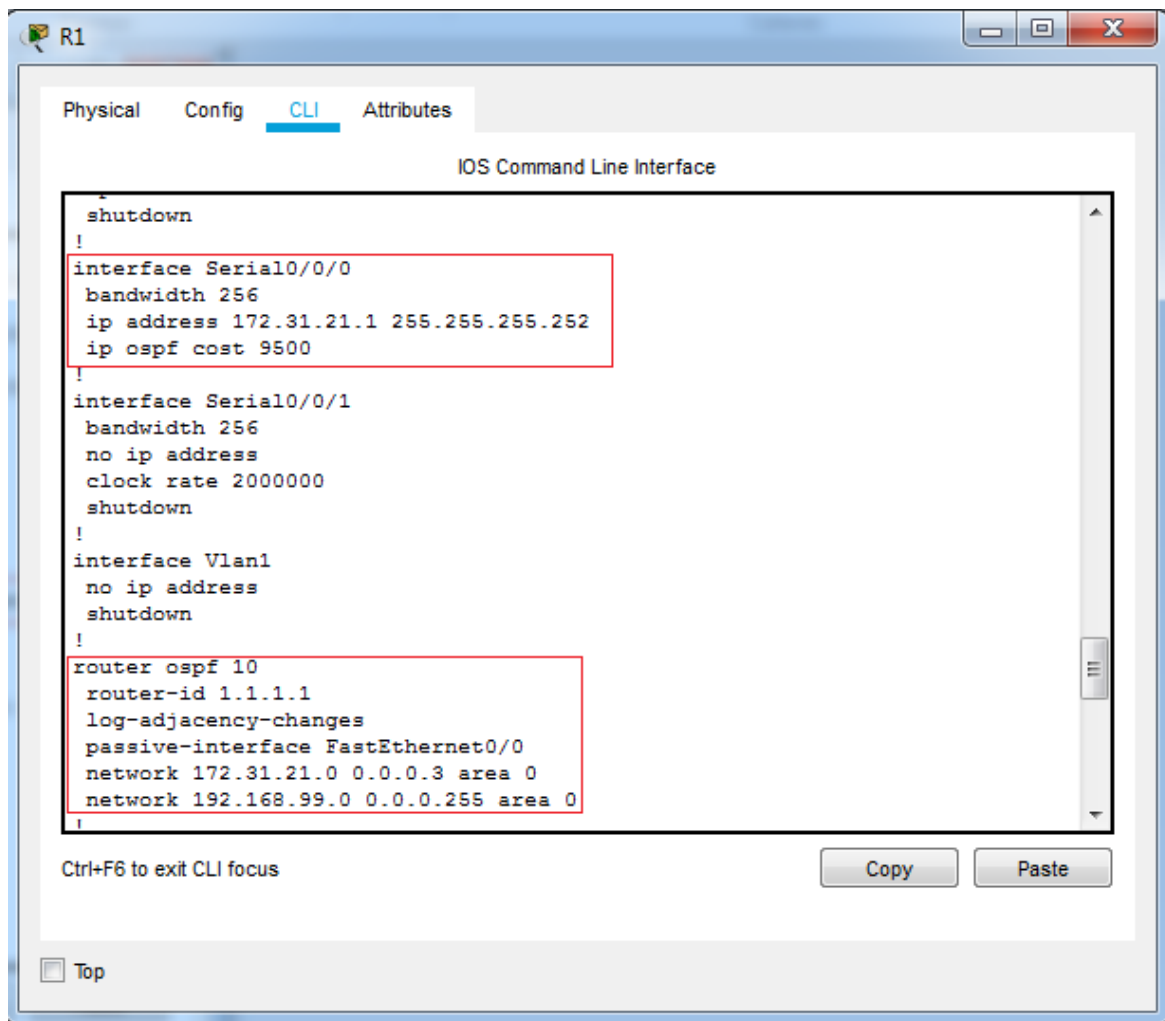 R1
Physical Config CLI Attributes
IOS Command Line Interface
shutdown
!
interface Serial0/0/0
bandwidth 256
ip address 172.31.21.1 255.255.255.252
ip ospf cost 9500
!
interface Serial0/0/1
bandwidth 256
no ip address
clock rate 2000000
shutdown
!
interface Vlan1
no ip address
shutdown
!
router ospf 10
router-id 1.1.1.1
log-adjacency-changes
passive-interface FastEthernet0/0
network 172.31.21.0 0.0.0.3 area 0
network 192.168.99.0 0.0.0.255 area 0
!
Ctrl+F6 to exit CLI focus
Copy Paste
Top